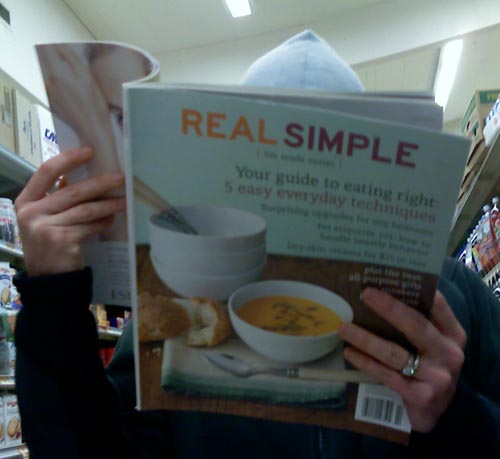 REAL SIMPLE
| life made easier |
Your guide to eating right:
5 easy everyday techniques
Surprising upgrades for any bedroom
Pet etiquette 101: how to
handle beastly behavior
Dry-skin creams for $15 or less
plus the best
all-purpose gifts